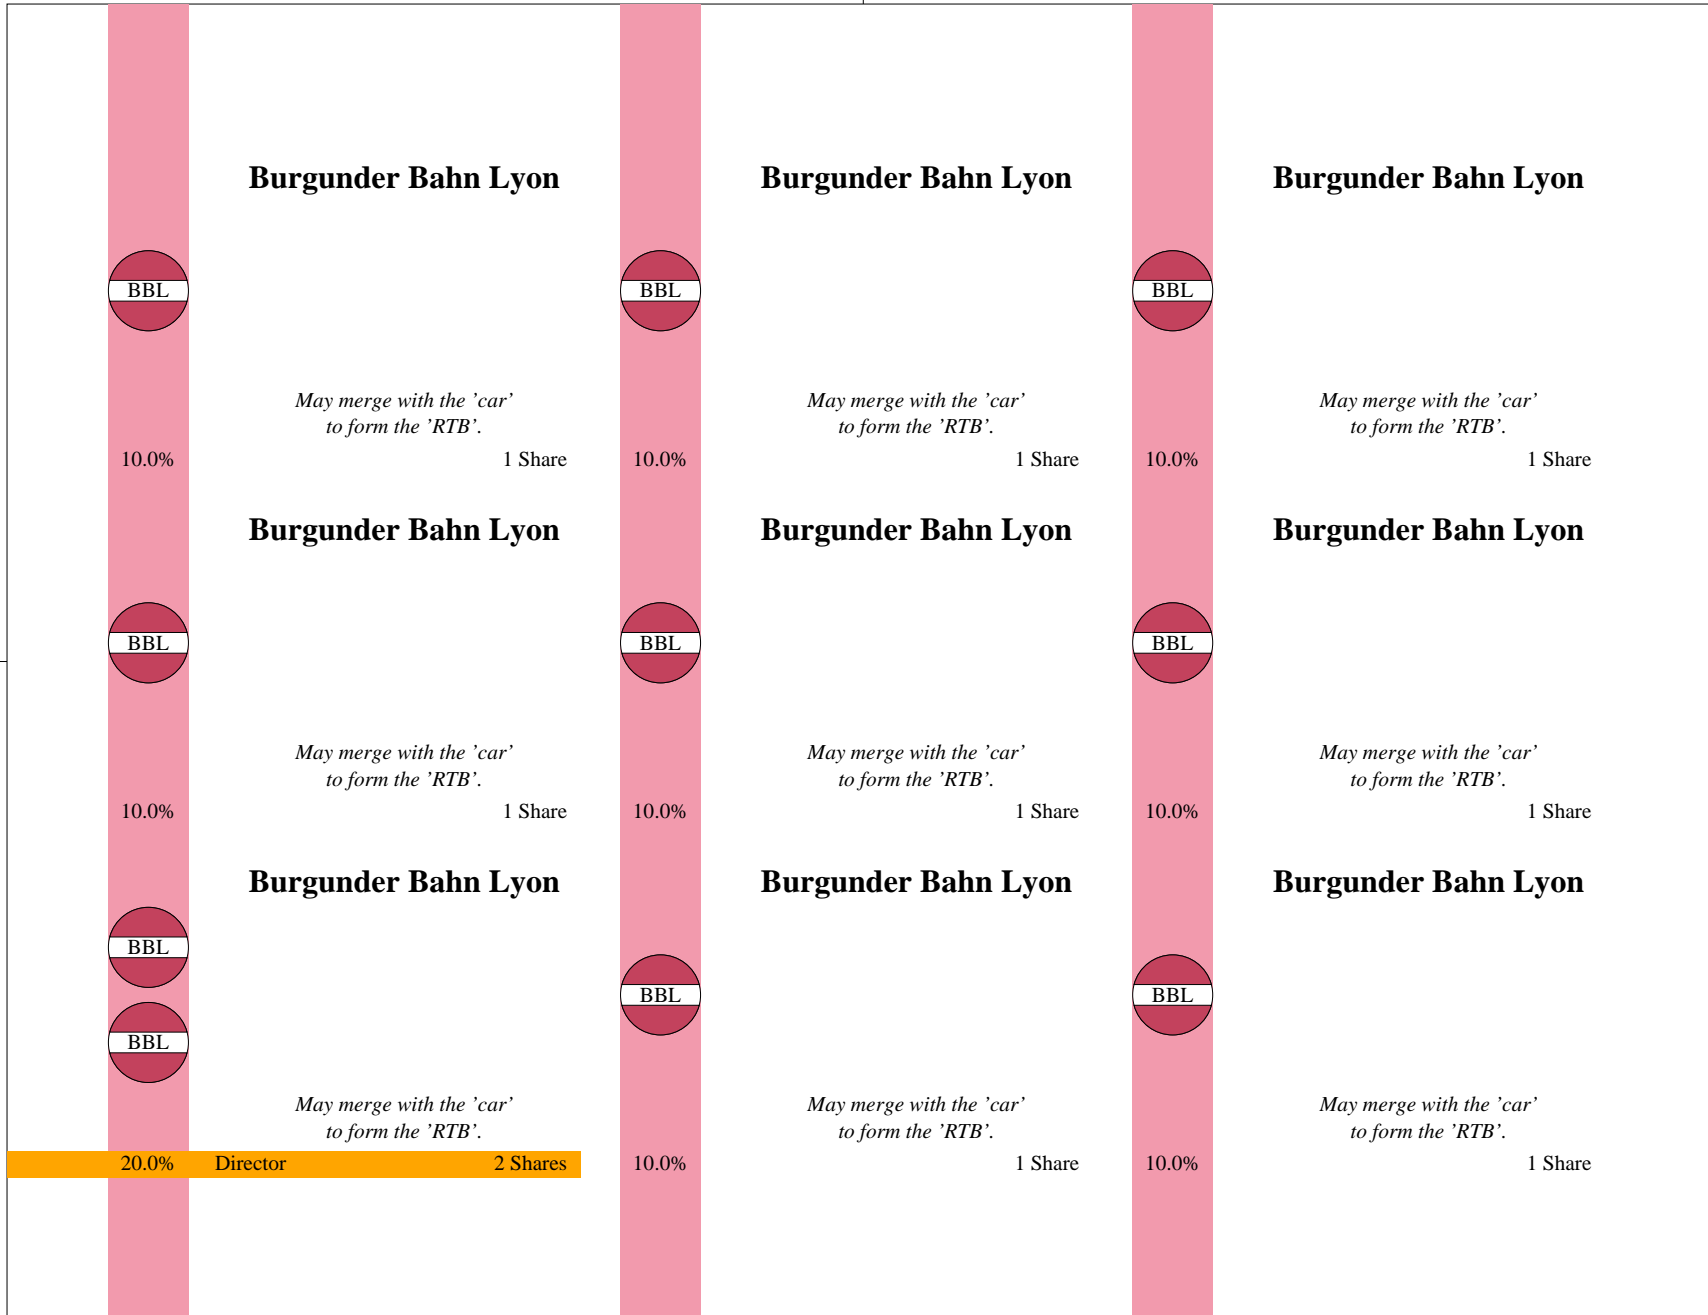 Burgunder Bahn Lyon
BBL
May merge with the ’car’
to form the ’RTB’.
10.0% 1 Share
Burgunder Bahn Lyon
BBL
May merge with the ’car’
to form the ’RTB’.
10.0% 1 Share
Burgunder Bahn Lyon
BBL
May merge with the ’car’
to form the ’RTB’.
10.0% 1 Share
Burgunder Bahn Lyon
BBL
May merge with the ’car’
to form the ’RTB’.
10.0% 1 Share
Burgunder Bahn Lyon
BBL
May merge with the ’car’
to form the ’RTB’.
10.0% 1 Share
Burgunder Bahn Lyon
BBL
May merge with the ’car’
to form the ’RTB’.
10.0% 1 Share
Burgunder Bahn Lyon
BBL
BBL
May merge with the ’car’
to form the ’RTB’.
20.0% Director 2 Shares
Burgunder Bahn Lyon
BBL
May merge with the ’car’
to form the ’RTB’.
10.0% 1 Share
Burgunder Bahn Lyon
BBL
May merge with the ’car’
to form the ’RTB’.
10.0% 1 Share